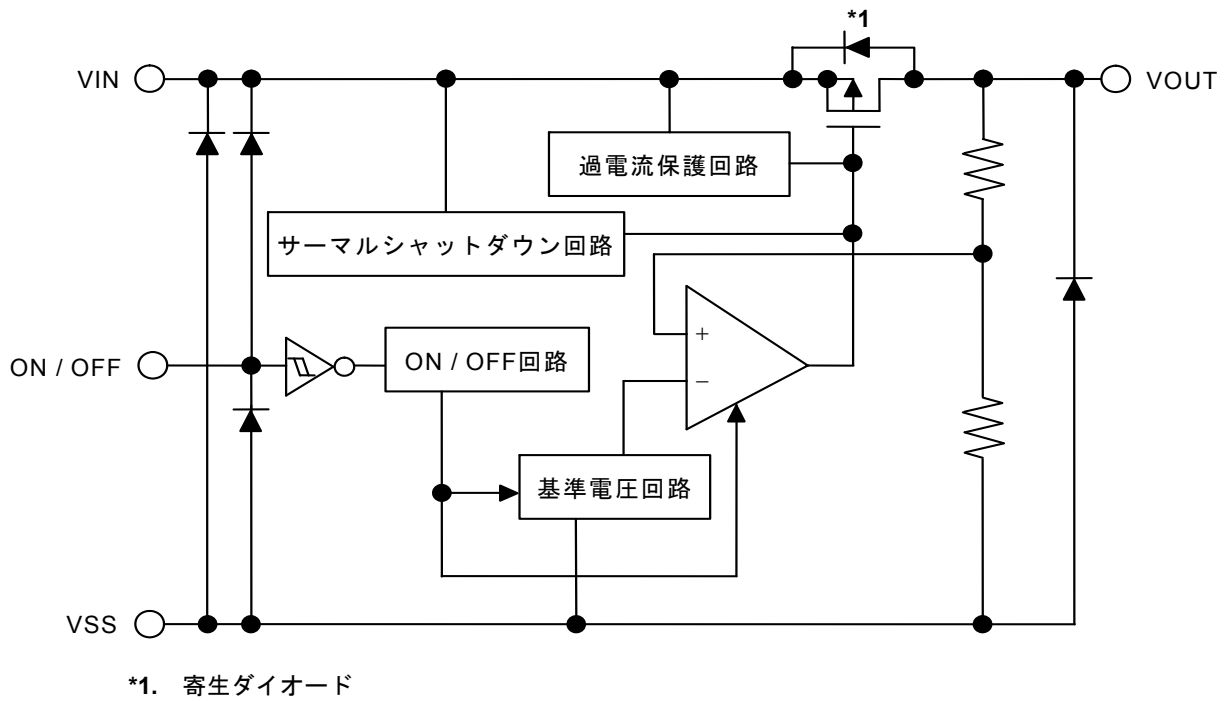 *1
VIN
VOUT
過電流保護回路
サーマルシャットダウン回路
+
ON / OFF
ON / OFF回路
−
基準電圧回路
VSS
*1. 寄生ダイオード